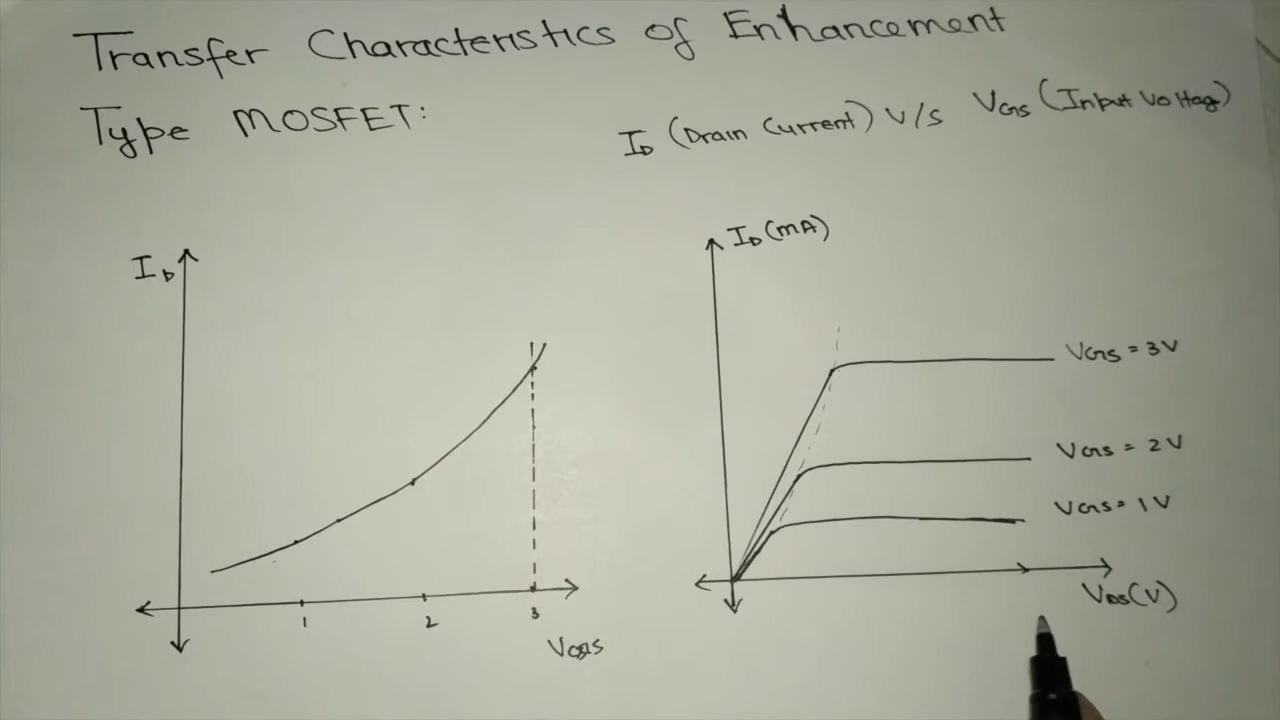 Transfer Characteristics of Enhancement
Type MOSFET:
ID (Drain Current) V/S VGS (Input Voltag)
ID
1
2
3
VGS
ID (mA)
VGS = 3V
VGS = 2V
VGS = 1V
VDS(V)